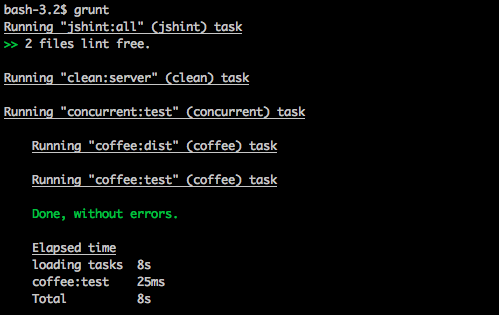 bash-3.2$ grunt
Running "jshint:all" (jshint) task
>> 2 files lint free.
Running "clean:server" (clean) task
Running "concurrent:test" (concurrent) task
Running "coffee:dist" (coffee) task
Running "coffee:test" (coffee) task
Done, without errors.
Elapsed time
loading tasks  8s
coffee:test    25ms
Total          8s